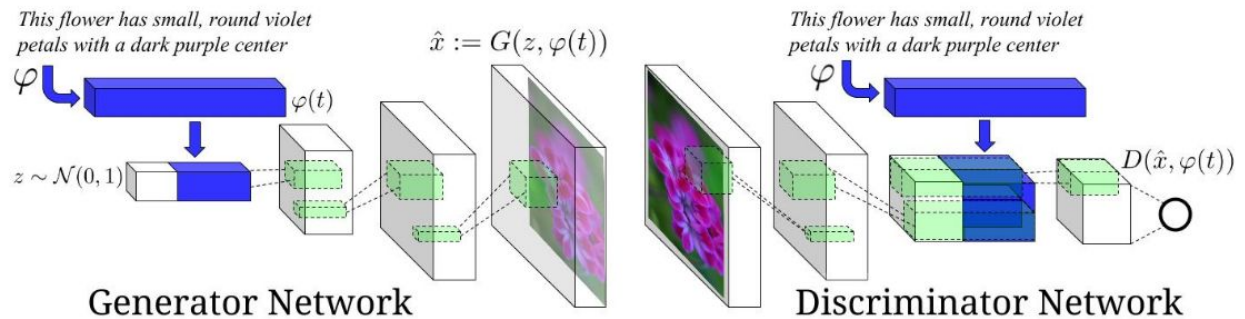 This flower has small, round violet
petals with a dark purple center
φ
φ(t)
z ∼ 𝒩(0, 1)
x̂ := G(z, φ(t))
Generator Network
This flower has small, round violet
petals with a dark purple center
φ
D(x̂, φ(t))
Discriminator Network